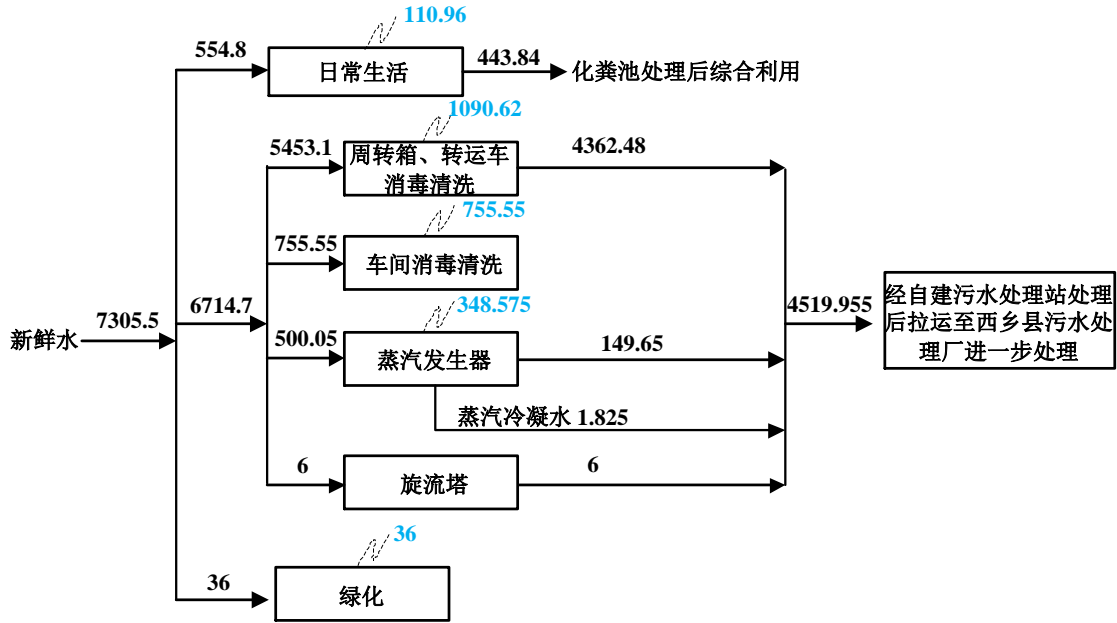 110.96
554.8
日常生活
443.84
化粪池处理后综合利用
1090.62
5453.1
周转箱、转运车
消毒清洗
4362.48
755.55
755.55
车间消毒清洗
新鲜水
7305.5
6714.7
348.575
500.05
蒸汽发生器
149.65
蒸汽冷凝水 1.825
4519.955
经自建污水处理站处理
后拉运至西乡县污水处
理厂进一步处理
6
旋流塔
6
36
36
绿化